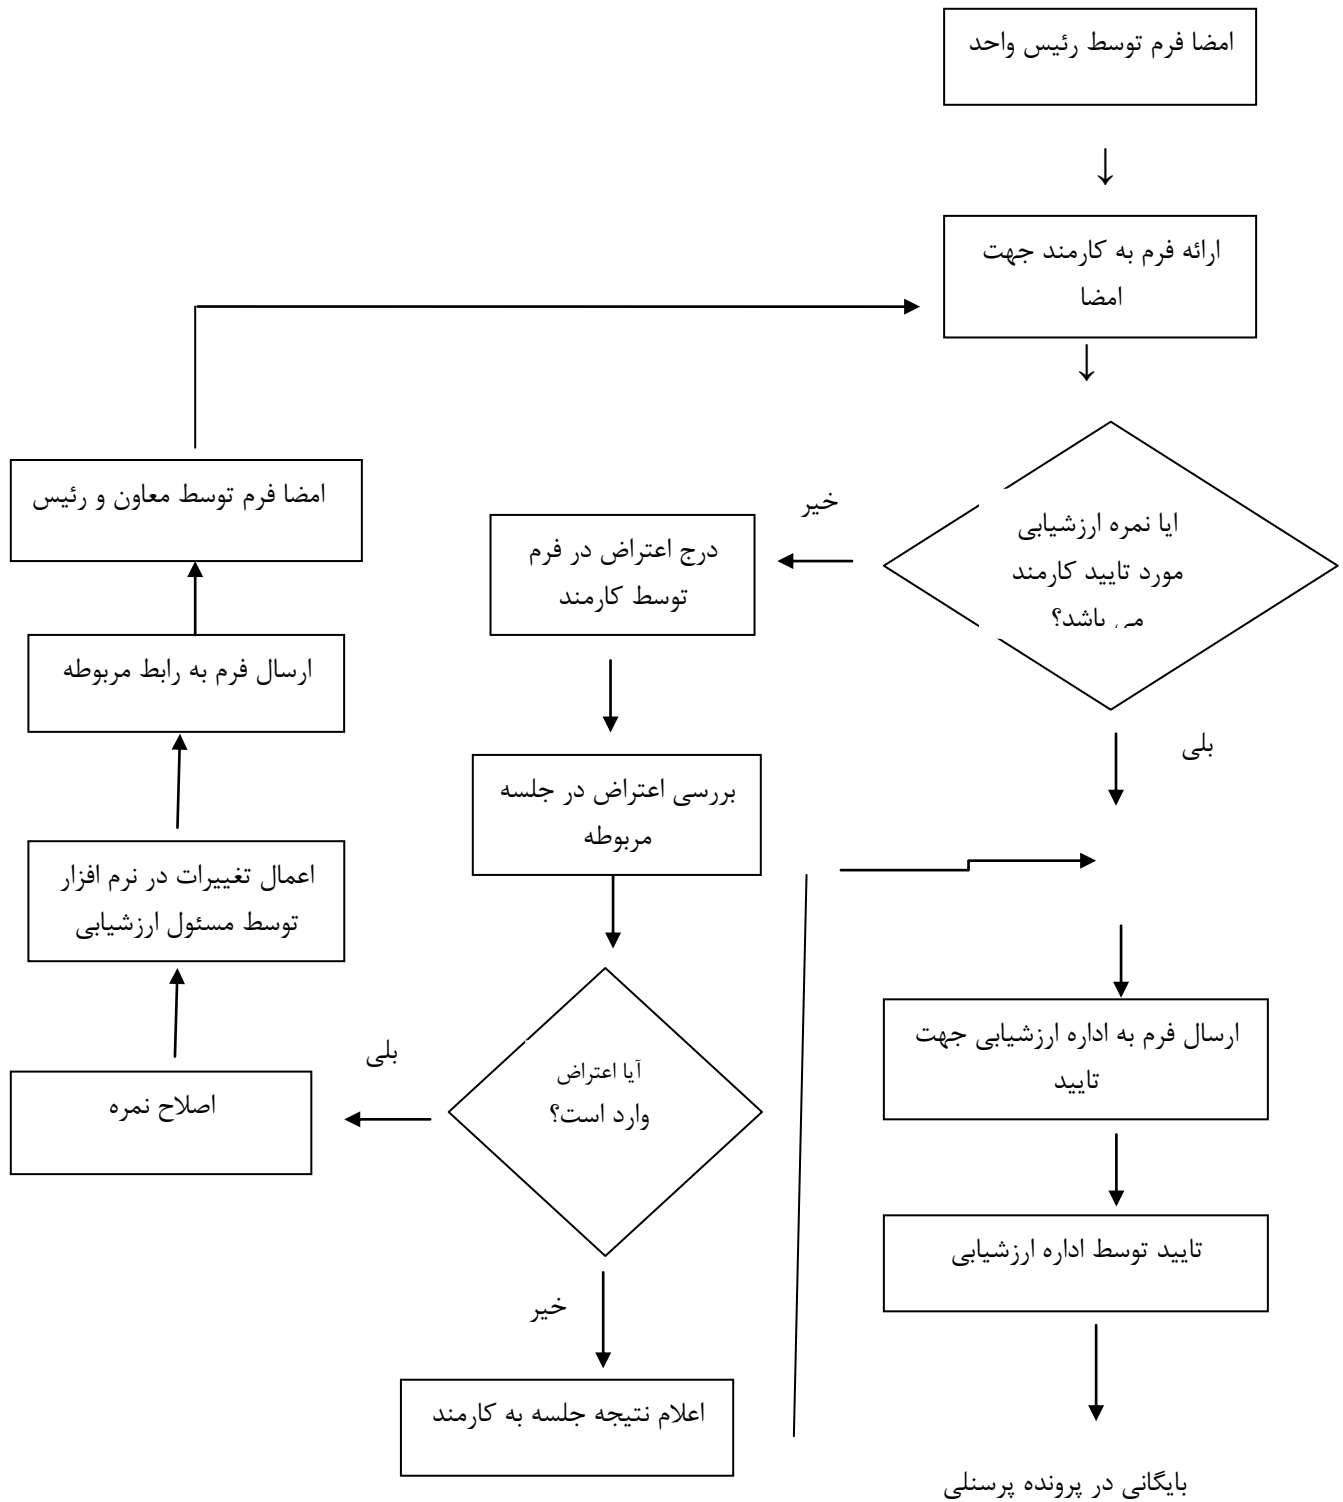 امضا فرم توسط رئیس واحد
ارائه فرم به کارمند جهت
امضا
ایا نمره ارزشیابی
مورد تایید کارمند
می باشد؟
خیر
بلی
درج اعتراض در فرم
توسط کارمند
بررسی اعتراض در جلسه
مربوطه
آیا اعتراض
وارد است؟
بلی
خیر
اعلام نتیجه جلسه به کارمند
اصلاح نمره
اعمال تغییرات در نرم افزار
توسط مسئول ارزشیابی
ارسال فرم به رابط مربوطه
امضا فرم توسط معاون و رئیس
ارسال فرم به اداره ارزشیابی جهت
تایید
تایید توسط اداره ارزشیابی
بایگانی در پرونده پرسنلی